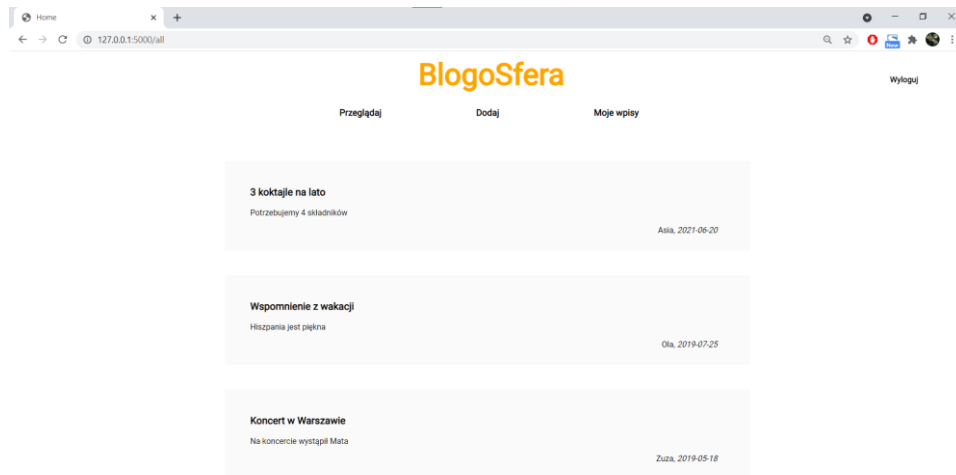 Home
127.0.0.1:5000/all
New
BlogoSfera
Wyloguj
Przeglądaj Dodaj Moje wpisy
3 koktajle na lato
Potrzebujemy 4 składników
Asia, 2021-06-20
Wspomnienie z wakacji
Hiszpania jest piękna
Ola, 2019-07-25
Koncert w Warszawie
Na koncercie wystąpił Mata
Zuza, 2019-05-18